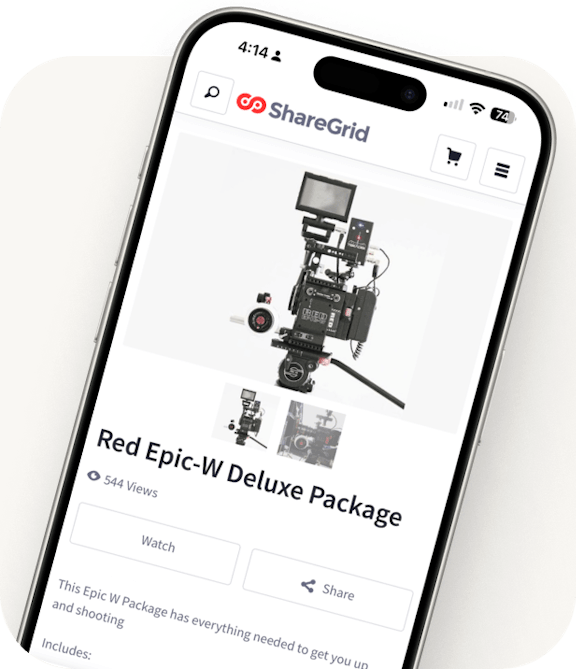 4:14
74
ShareGrid
RED
Red Epic-W Deluxe Package
544 Views
Watch
Share
This Epic W Package has everything needed to get you up
and shooting
Includes: